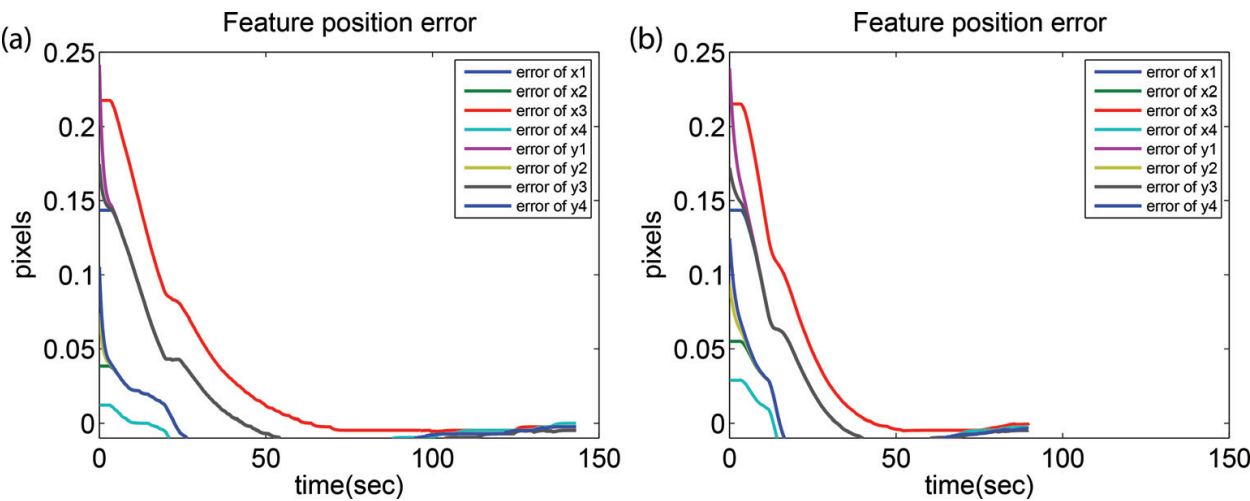 (a)
Feature position error
0.25
0.2
0.15
0.1
0.05
0
pixels
error of x1
error of x2
error of x3
error of x4
error of y1
error of y2
error of y3
error of y4
0 50 100 150
time(sec)
(b)
Feature position error
0.25
0.2
0.15
0.1
0.05
0
pixels
error of x1
error of x2
error of x3
error of x4
error of y1
error of y2
error of y3
error of y4
0 50 100 150
time(sec)